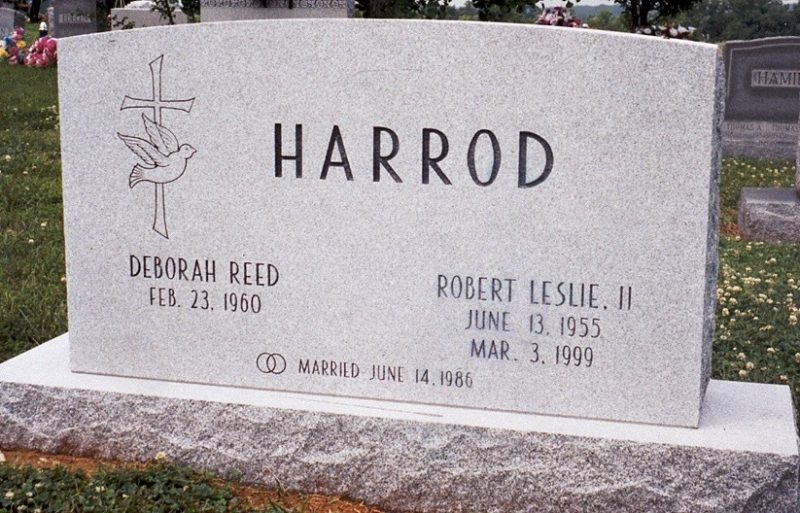 HARROD
DEBORAH REED
FEB. 23, 1960
ROBERT LESLIE, II
JUNE 13, 1955
MAR. 3, 1999
MARRIED JUNE 14, 1986
THOMAS A.